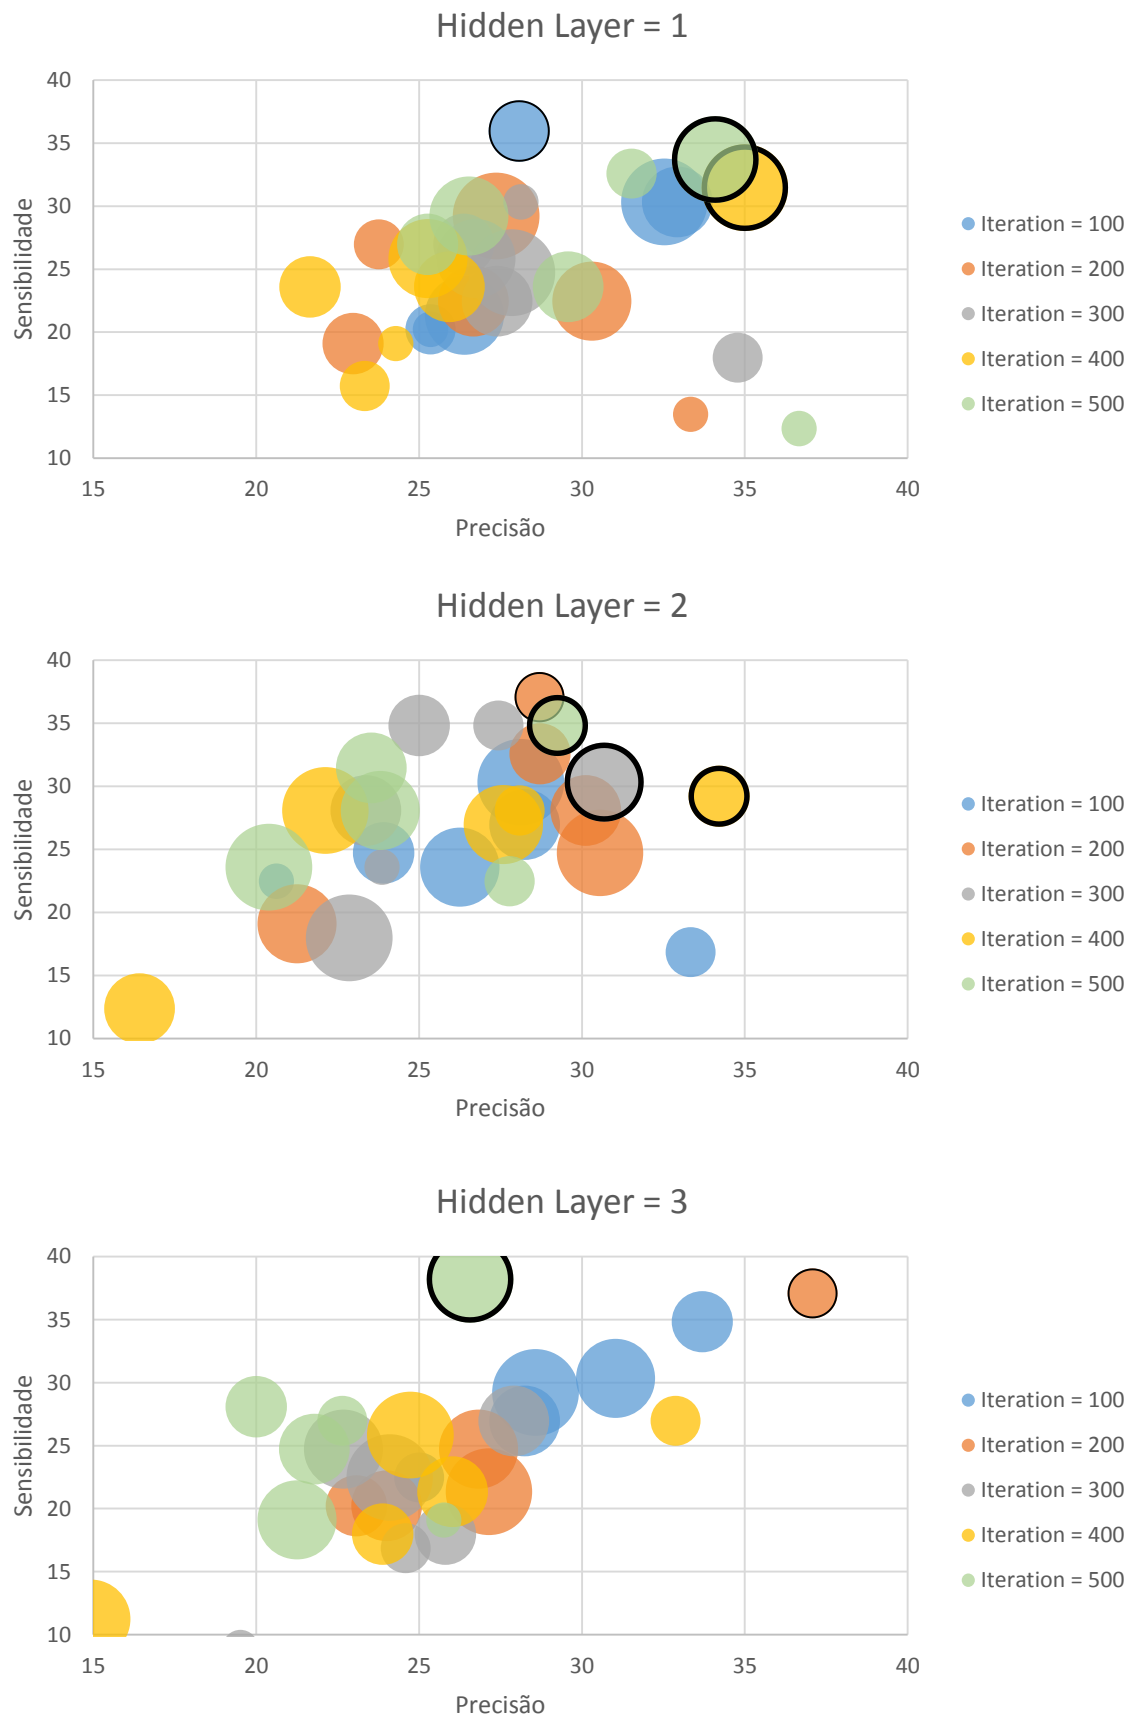 Hidden Layer = 1
40
35
30
25
20
15
10
Sensibilidade
15 20 25 30 35 40
Precisão
Iteration = 100
Iteration = 200
Iteration = 300
Iteration = 400
Iteration = 500
Hidden Layer = 2
40
35
30
25
20
15
10
Sensibilidade
15 20 25 30 35 40
Precisão
Iteration = 100
Iteration = 200
Iteration = 300
Iteration = 400
Iteration = 500
Hidden Layer = 3
40
35
30
25
20
15
10
Sensibilidade
15 20 25 30 35 40
Precisão
Iteration = 100
Iteration = 200
Iteration = 300
Iteration = 400
Iteration = 500